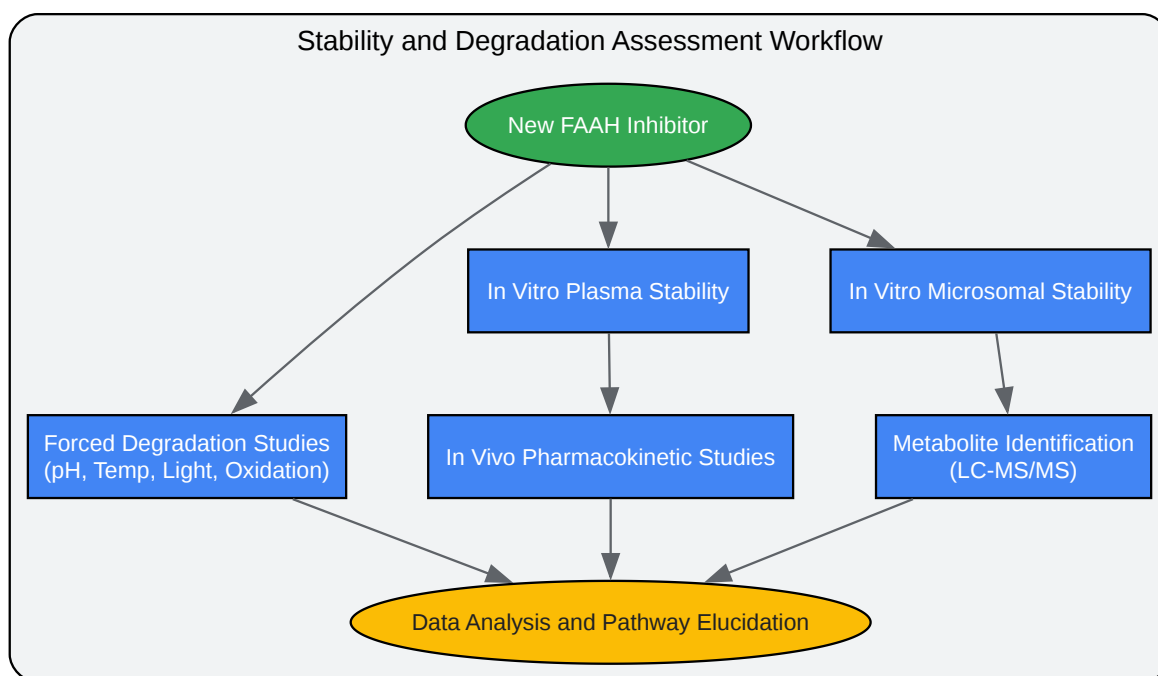 Stability and Degradation Assessment Workflow
New FAAH Inhibitor
In Vitro Plasma Stability
In Vitro Microsomal Stability
Forced Degradation Studies
(pH, Temp, Light, Oxidation)
In Vivo Pharmacokinetic Studies
Metabolite Identification
(LC-MS/MS)
Data Analysis and Pathway Elucidation